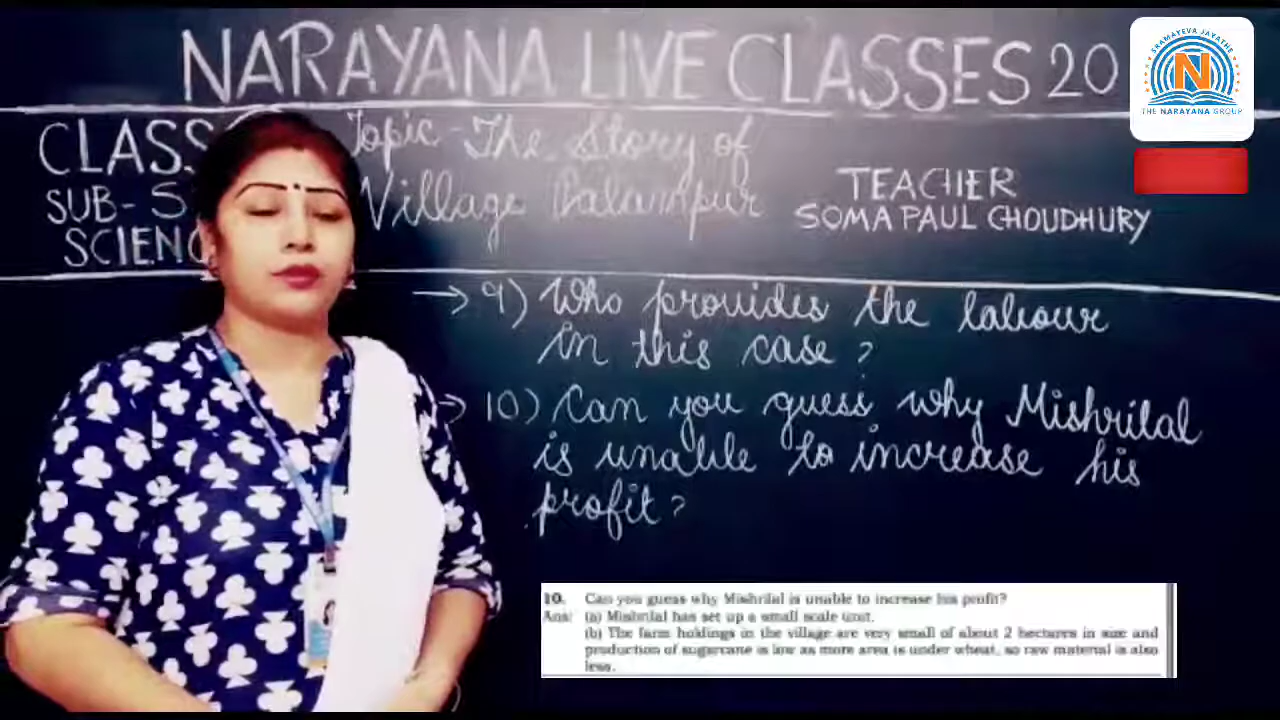 NARAYANA LIVE CLASSES 20
SRAMAYEVA JAYATHE
N
THE NARAYANA GROUP
CLASS
SUB-S
SCIENC
Topic - The Story of
Village Palampur
TEACHER
SOMA PAUL CHOUDHURY
→ 9) Who provides the labour
in this case?
→ 10) Can you guess why Mishrilal
is unable to increase his
profit?
10. Can you guess why Mishrilal is unable to increase his profit?
Ans: (a) Mishrilal has set up a small scale unit.
(b) The farm holdings in the village are very small of about 2 hectares in size and
production of sugarcane is low as more area is under wheat, so raw material is also
less.